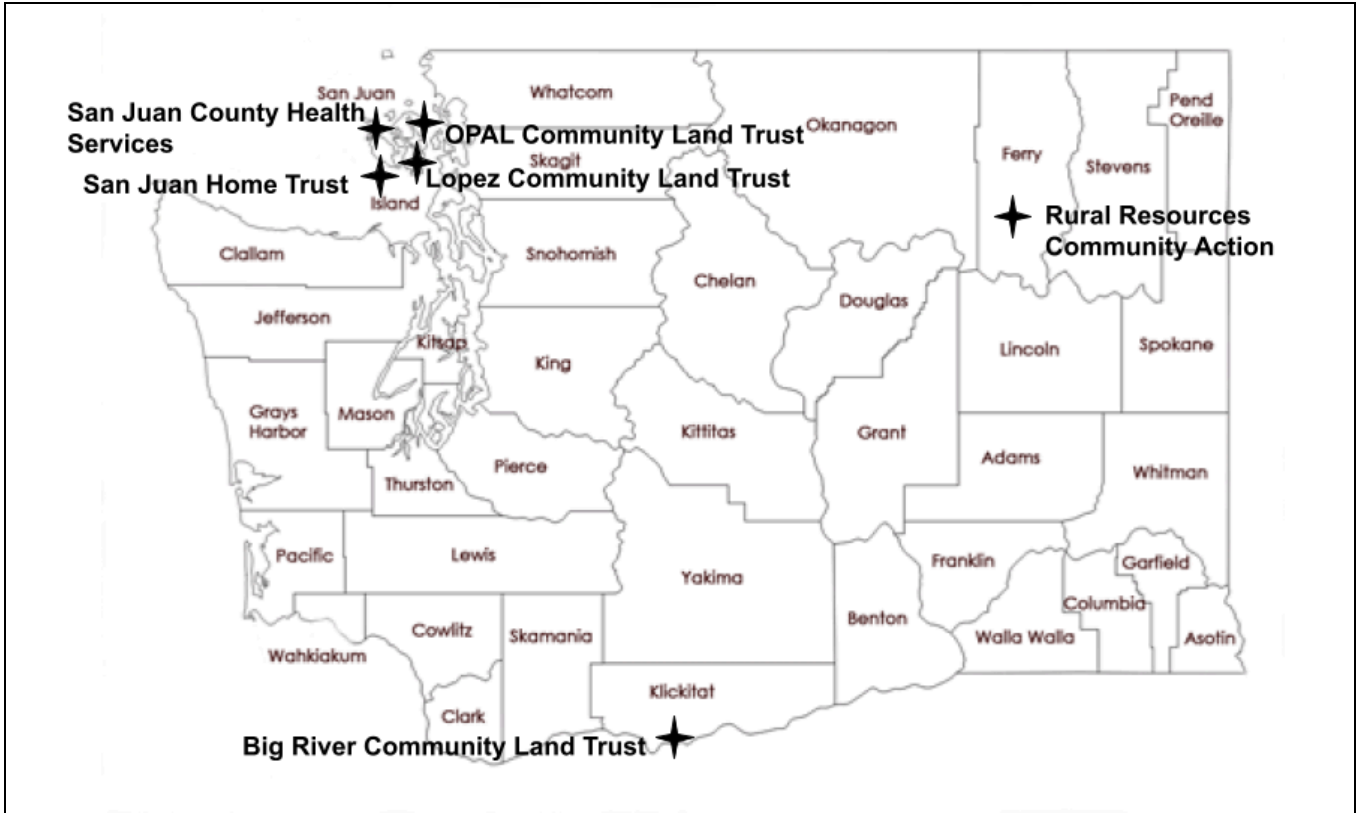 San Juan
Whatcom
Pend
Oreille
San Juan County Health
Services
OPAL Community Land Trust
Okanagon
Ferry
Stevens
Skagit
San Juan Home Trust
Lopez Community Land Trust
Island
Rural Resources
Community Action
Clallam
Snohomish
Chelan
Douglas
Jefferson
Kitsap
King
Lincoln
Spokane
Grays
Harbor
Mason
Kittitas
Grant
Adams
Whitman
Pierce
Thurston
Pacific
Lewis
Yakima
Franklin
Garfield
Columbia
Benton
Walla Walla
Asotin
Cowlitz
Skamania
Wahkiakum
Klickitat
Clark
Big River Community Land Trust